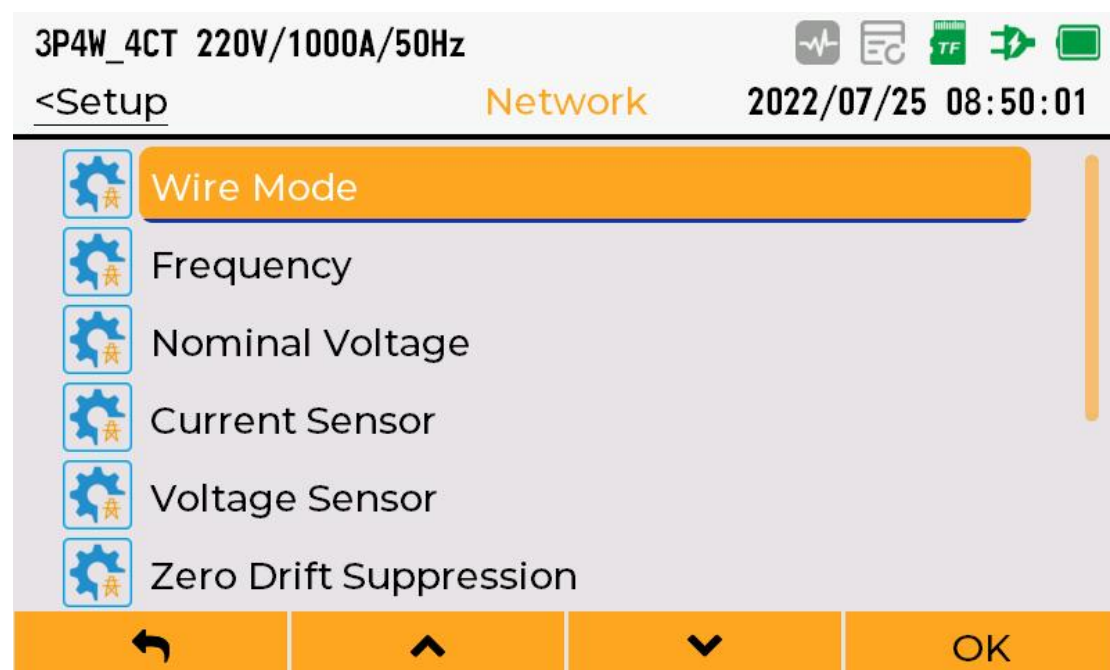 3P4W_4CT 220V/1000A/50Hz
TF
<Setup Network 2022/07/25 08:50:01
Wire Mode
Frequency
Nominal Voltage
Current Sensor
Voltage Sensor
Zero Drift Suppression
OK